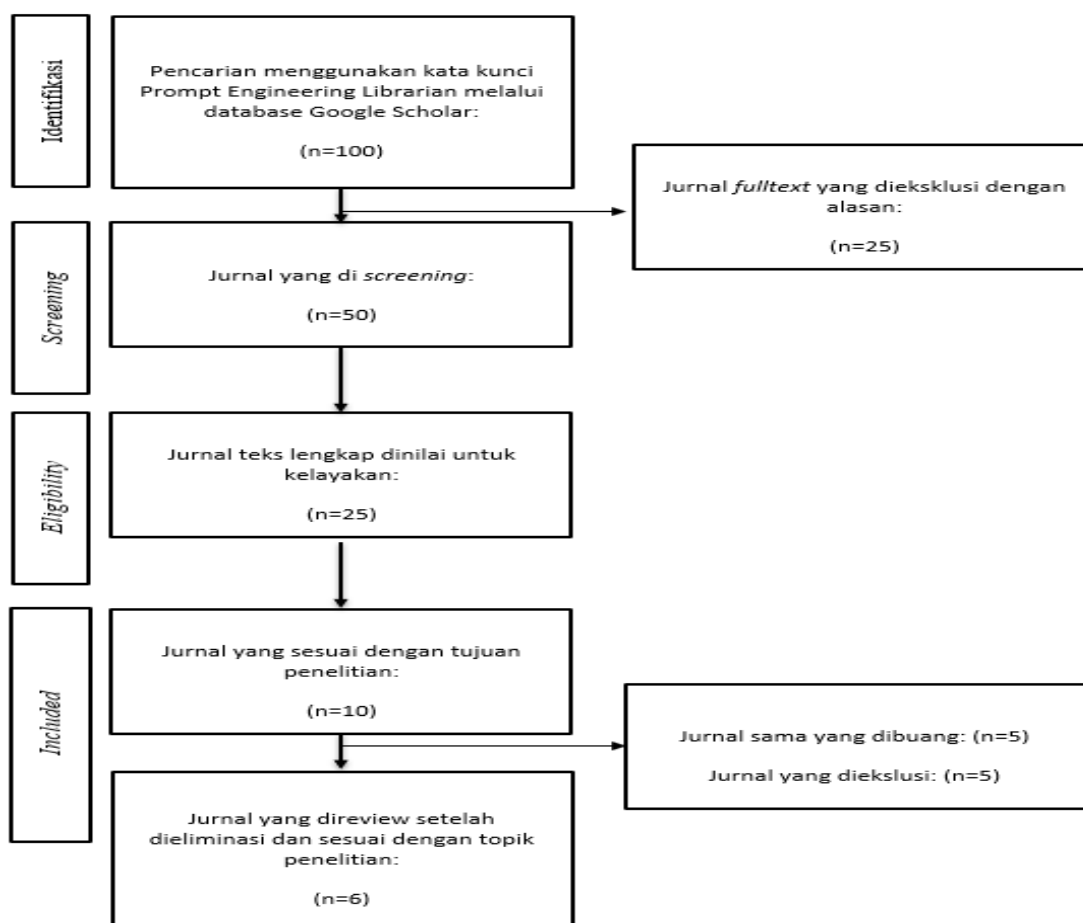 Identifikasi
Pencarian menggunakan kata kunci
Prompt Engineering Librarian melalui
database Google Scholar:
(n=100)
Jurnal fulltext yang dieksklusi dengan
alasan:
(n=25)
Screening
Jurnal yang di screening:
(n=50)
Eligibility
Jurnal teks lengkap dinilai untuk
kelayakan:
(n=25)
Included
Jurnal yang sesuai dengan tujuan
penelitian:
(n=10)
Jurnal sama yang dibuang: (n=5)
Jurnal yang diekslusi: (n=5)
Jurnal yang direview setelah
dieliminasi dan sesuai dengan topik
penelitian:
(n=6)